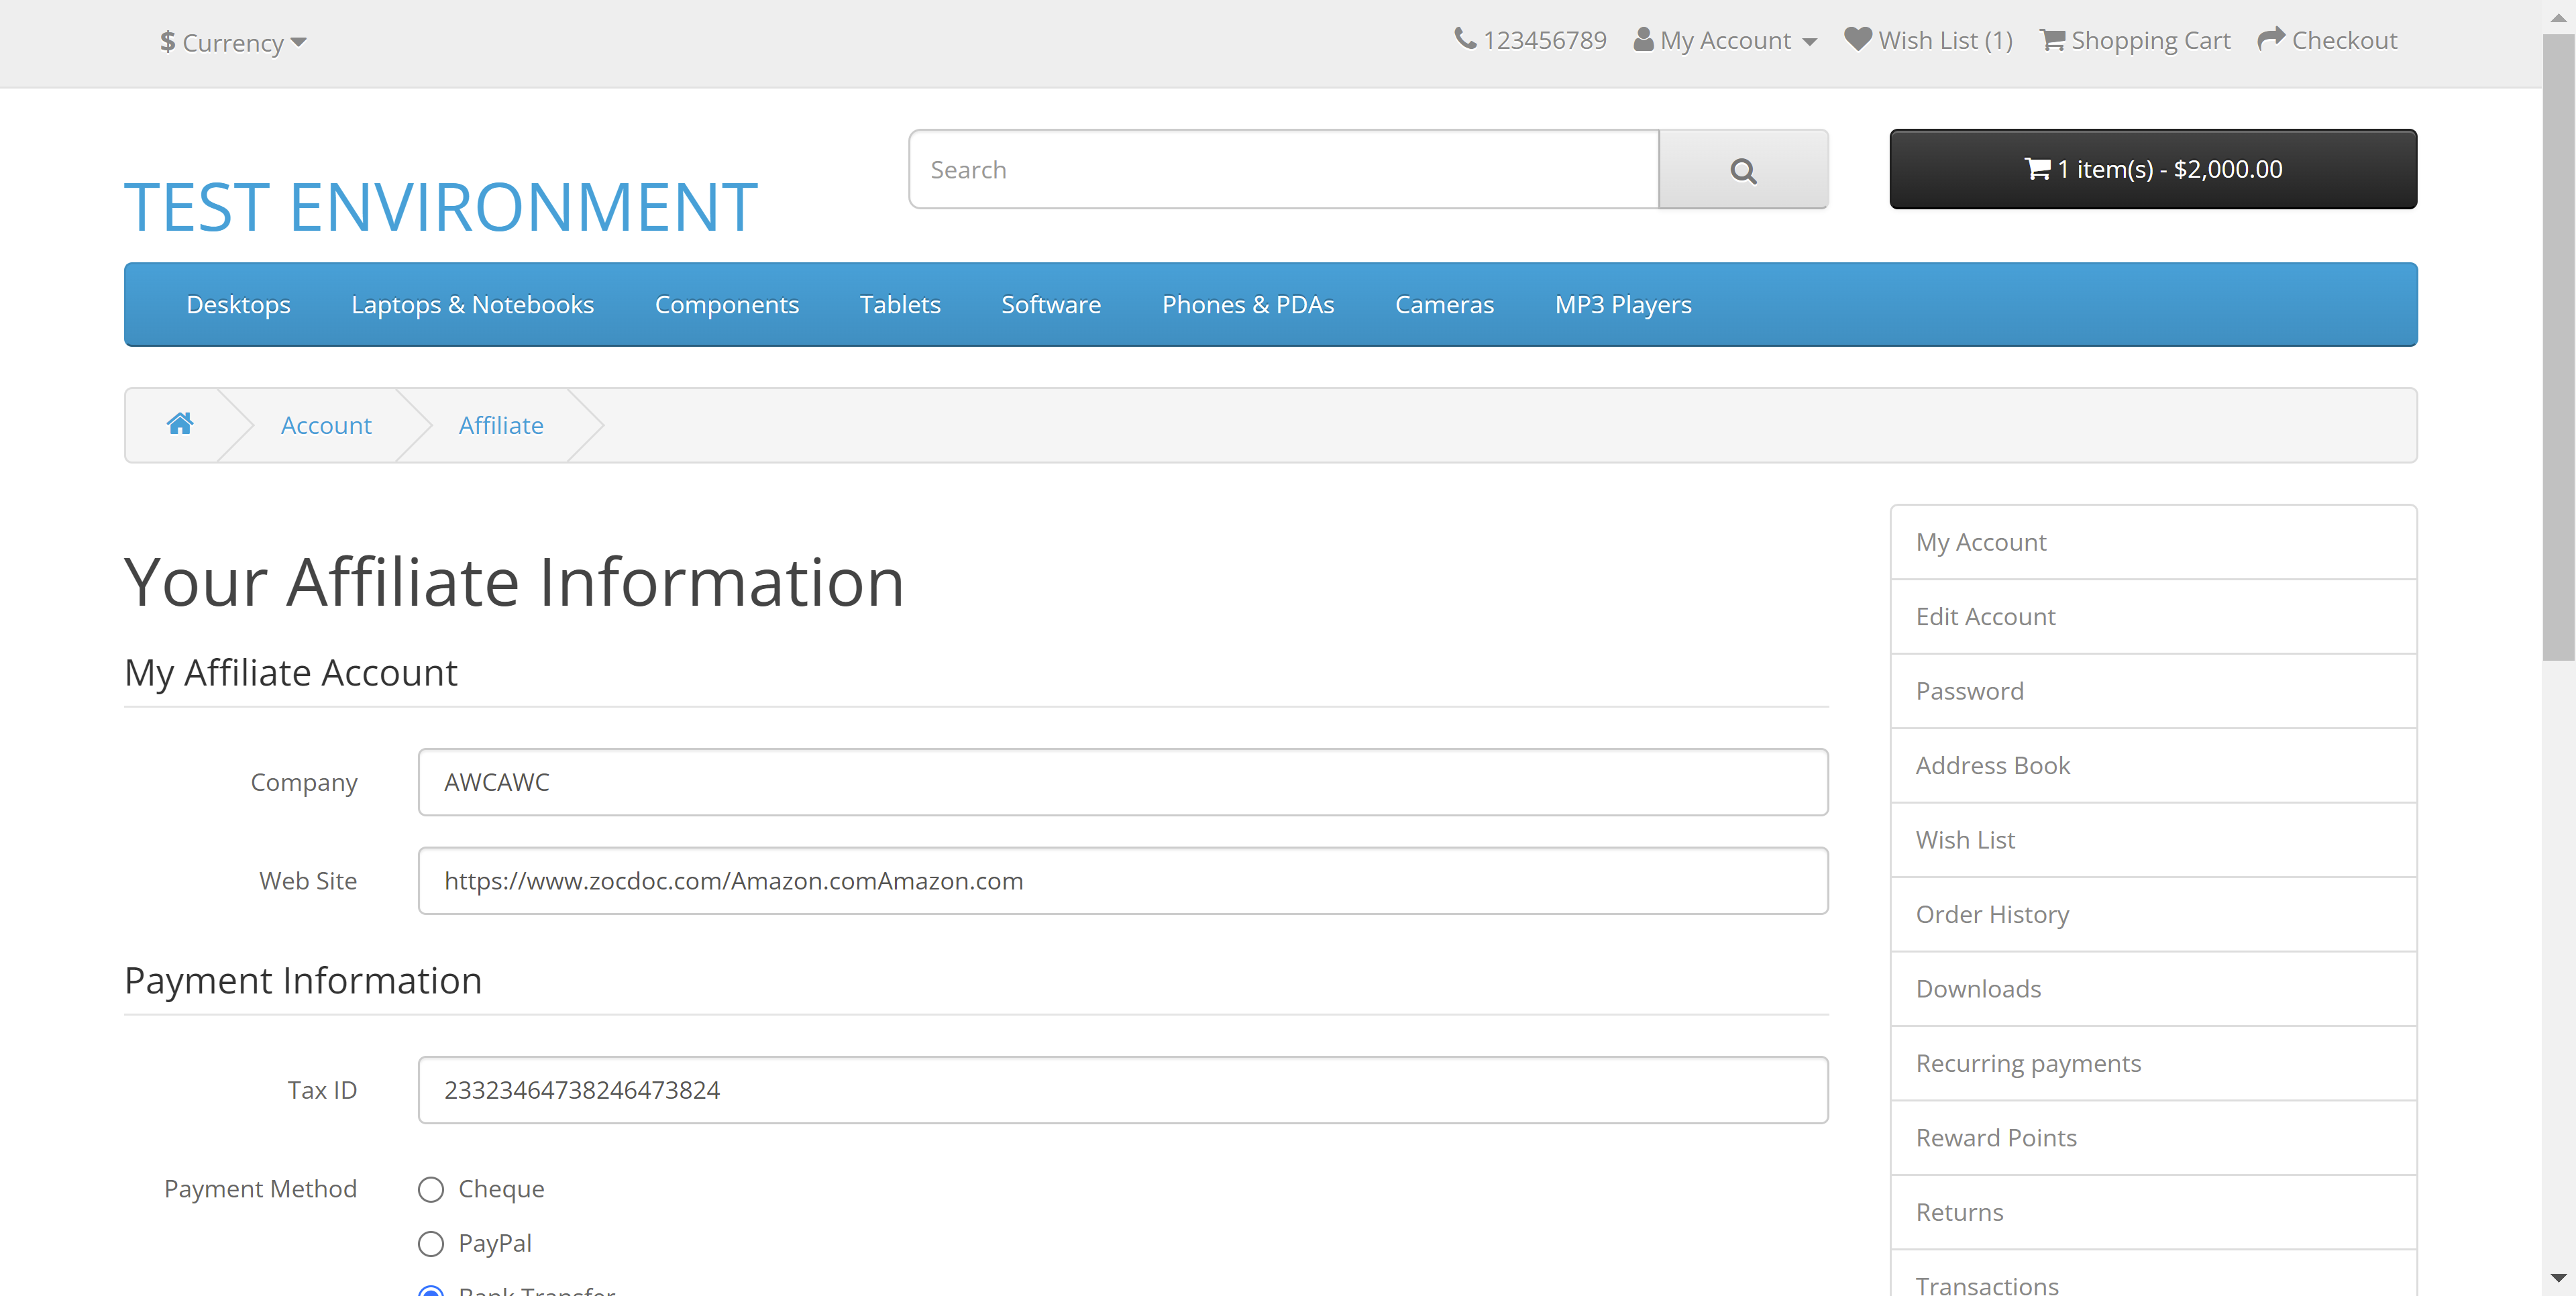 $ Currency
123456789 My Account Wish List (1) Shopping Cart Checkout
TEST ENVIRONMENT
Search
1 item(s) - $2,000.00
Desktops Laptops & Notebooks Components Tablets Software Phones & PDAs Cameras MP3 Players
Account Affiliate
Your Affiliate Information
My Affiliate Account
Company AWCAWC
Web Site https://www.zocdoc.com/Amazon.comAmazon.com
Payment Information
Tax ID 23323464738246473824
Payment Method Cheque
PayPal
Bank Transfer
My Account
Edit Account
Password
Address Book
Wish List
Order History
Downloads
Recurring payments
Reward Points
Returns
Transactions